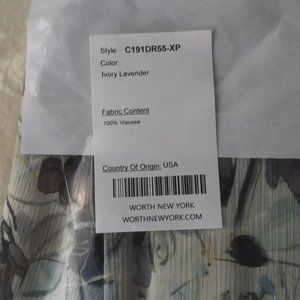 Style: C191DR55-XP
Color:
Ivory Lavender
Fabric Content
100% Viscose
Country Of Origin: USA
WORTH NEW YORK
WORTHNEWYORK.COM